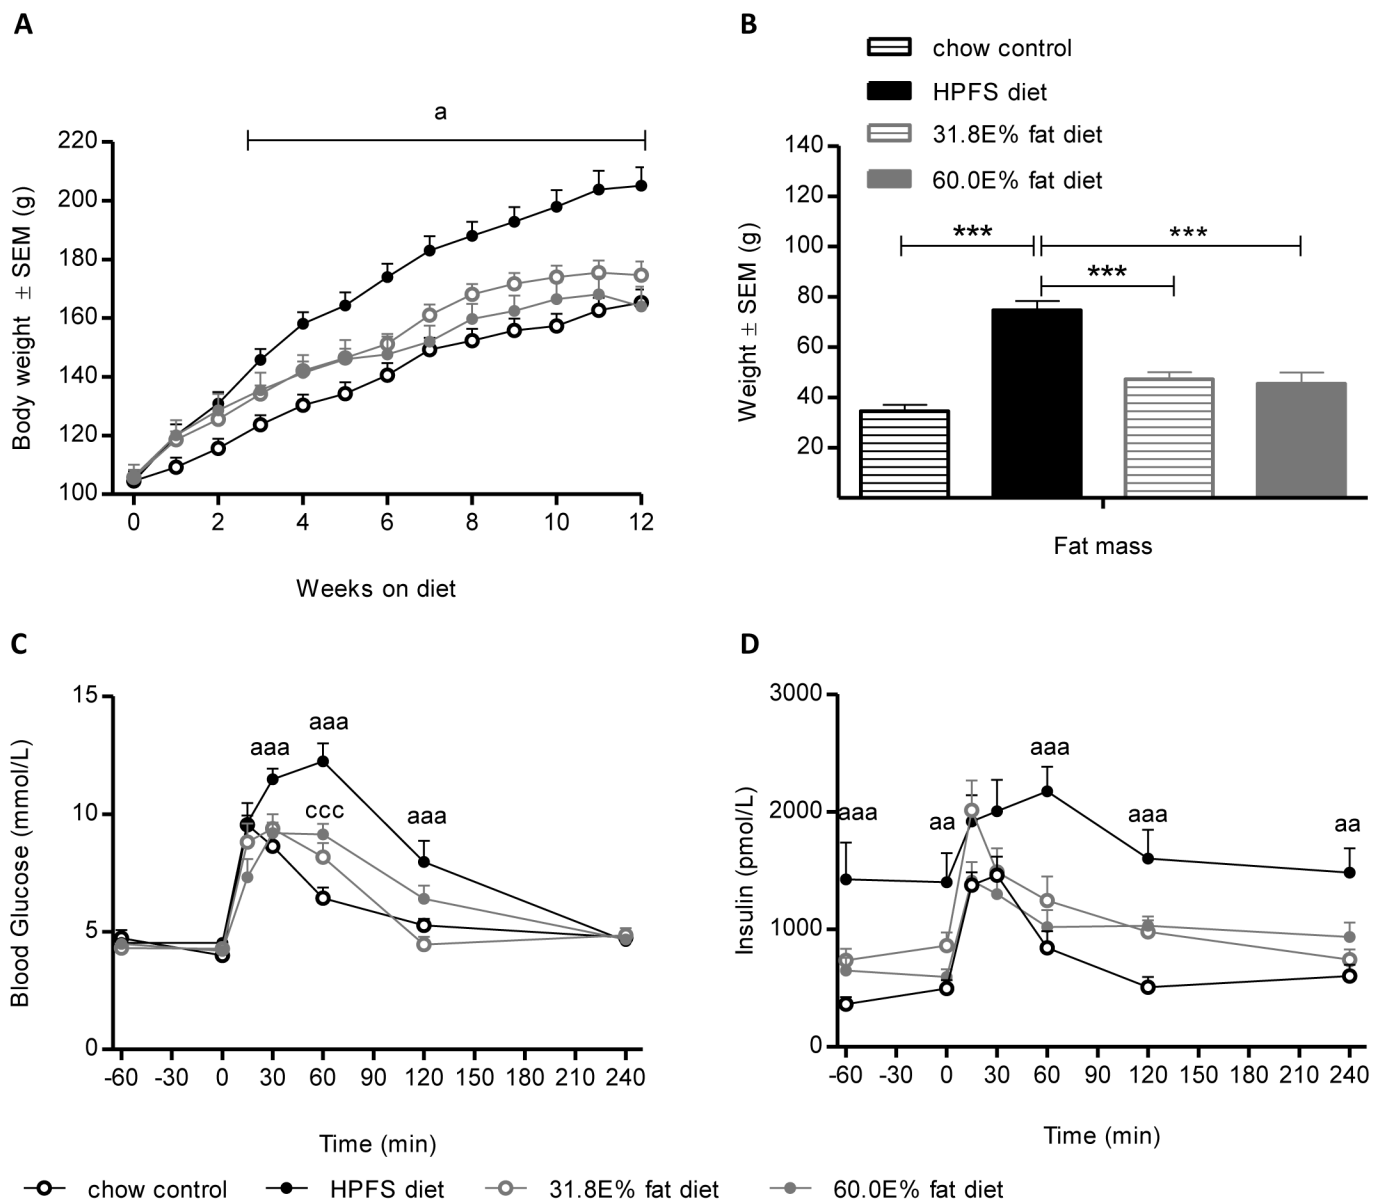 A
a
220
200
180
160
140
120
100
0 2 4 6 8 10 12
Body weight ± SEM (g)
Weeks on diet
B
chow control
HPFS diet
31.8E% fat diet
60.0E% fat diet
140
120
100
80
60
40
20
Weight ± SEM (g)
*** ***
***
Fat mass
C
15
10
5
0
-60 -30 0 30 60 90 120 150 180 210 240
Blood Glucose (mmol/L)
aaa
aaa
ccc
aaa
Time (min)
D
3000
2000
1000
0
-60 -30 0 30 60 90 120 150 180 210 240
Insulin (pmol/L)
aaa
aa
aaa
aaa
aa
Time (min)
chow control HPFS diet 31.8E% fat diet 60.0E% fat diet